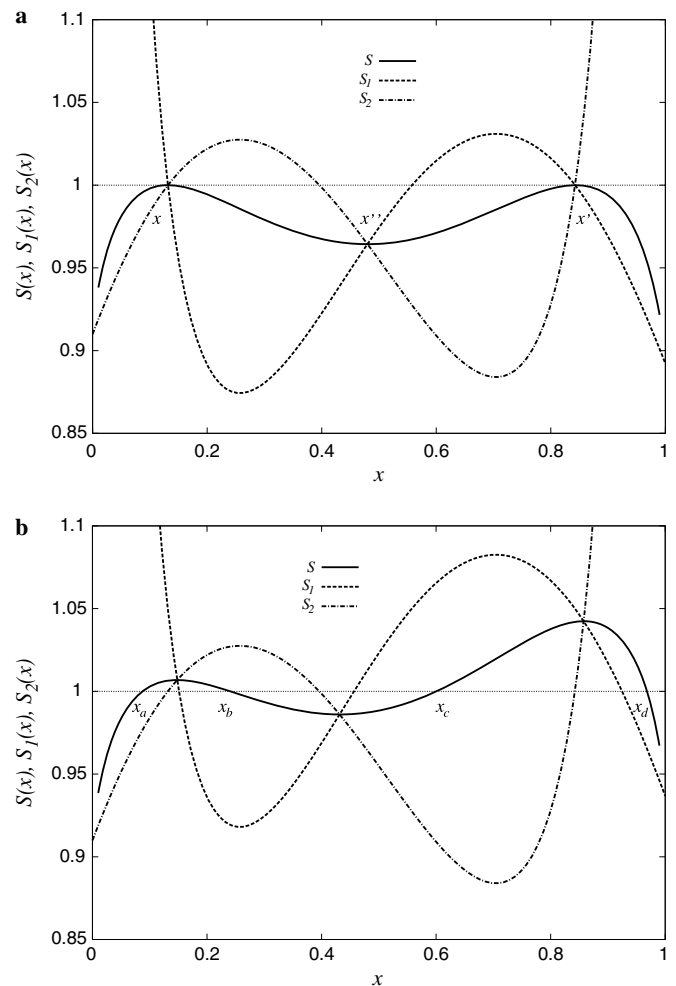 a
1.1
1.05
1
0.95
0.9
0.85
S(x), S1(x), S2(x)
S
S1
S2
x
x''
x'
0 0.2 0.4 0.6 0.8 1
x
b
1.1
1.05
1
0.95
0.9
0.85
S(x), S1(x), S2(x)
S
S1
S2
xa xb xc xd
0 0.2 0.4 0.6 0.8 1
x